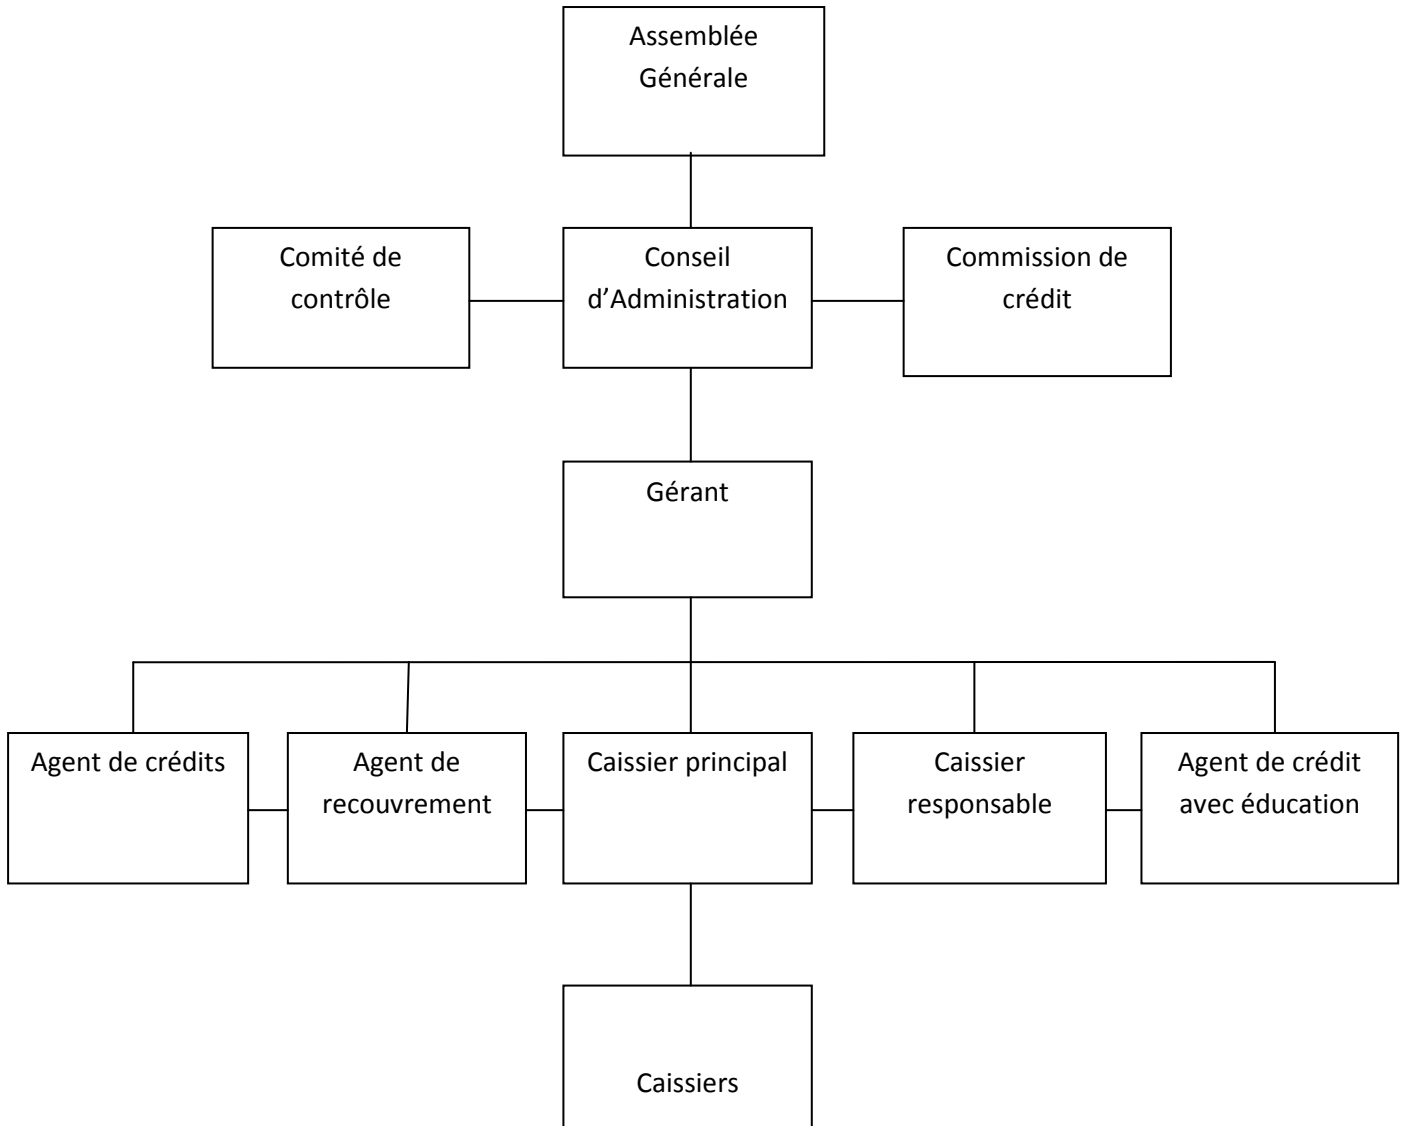 Assemblée
Générale
Comité de
contrôle
Conseil
d’Administration
Commission de
crédit
Gérant
Agent de crédits
Agent de
recouvrement
Caissier principal
Caissier
responsable
Agent de crédit
avec éducation
Caissiers